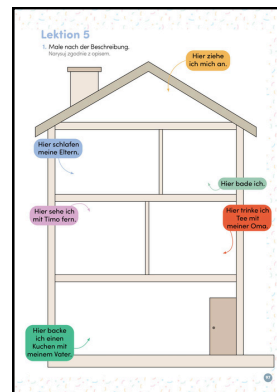 Lektion 5
1. Male nach der Beschreibung.
Narysuj zgodnie z opisem.
Hier ziehe
ich mich an.
Hier schlafen
meine Eltern.
Hier bade ich.
Hier sehe ich
mit Timo fern.
Hier trinke ich
Tee mit
meiner Oma.
Hier backe
ich einen
Kuchen mit
meinem Vater.